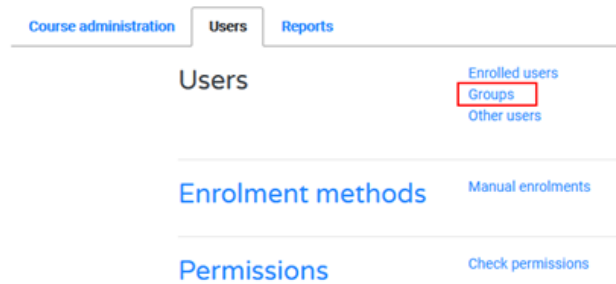 Course administration Users Reports
Users
Enrolled users
Groups
Other users
Enrolment methods
Manual enrolments
Permissions
Check permissions